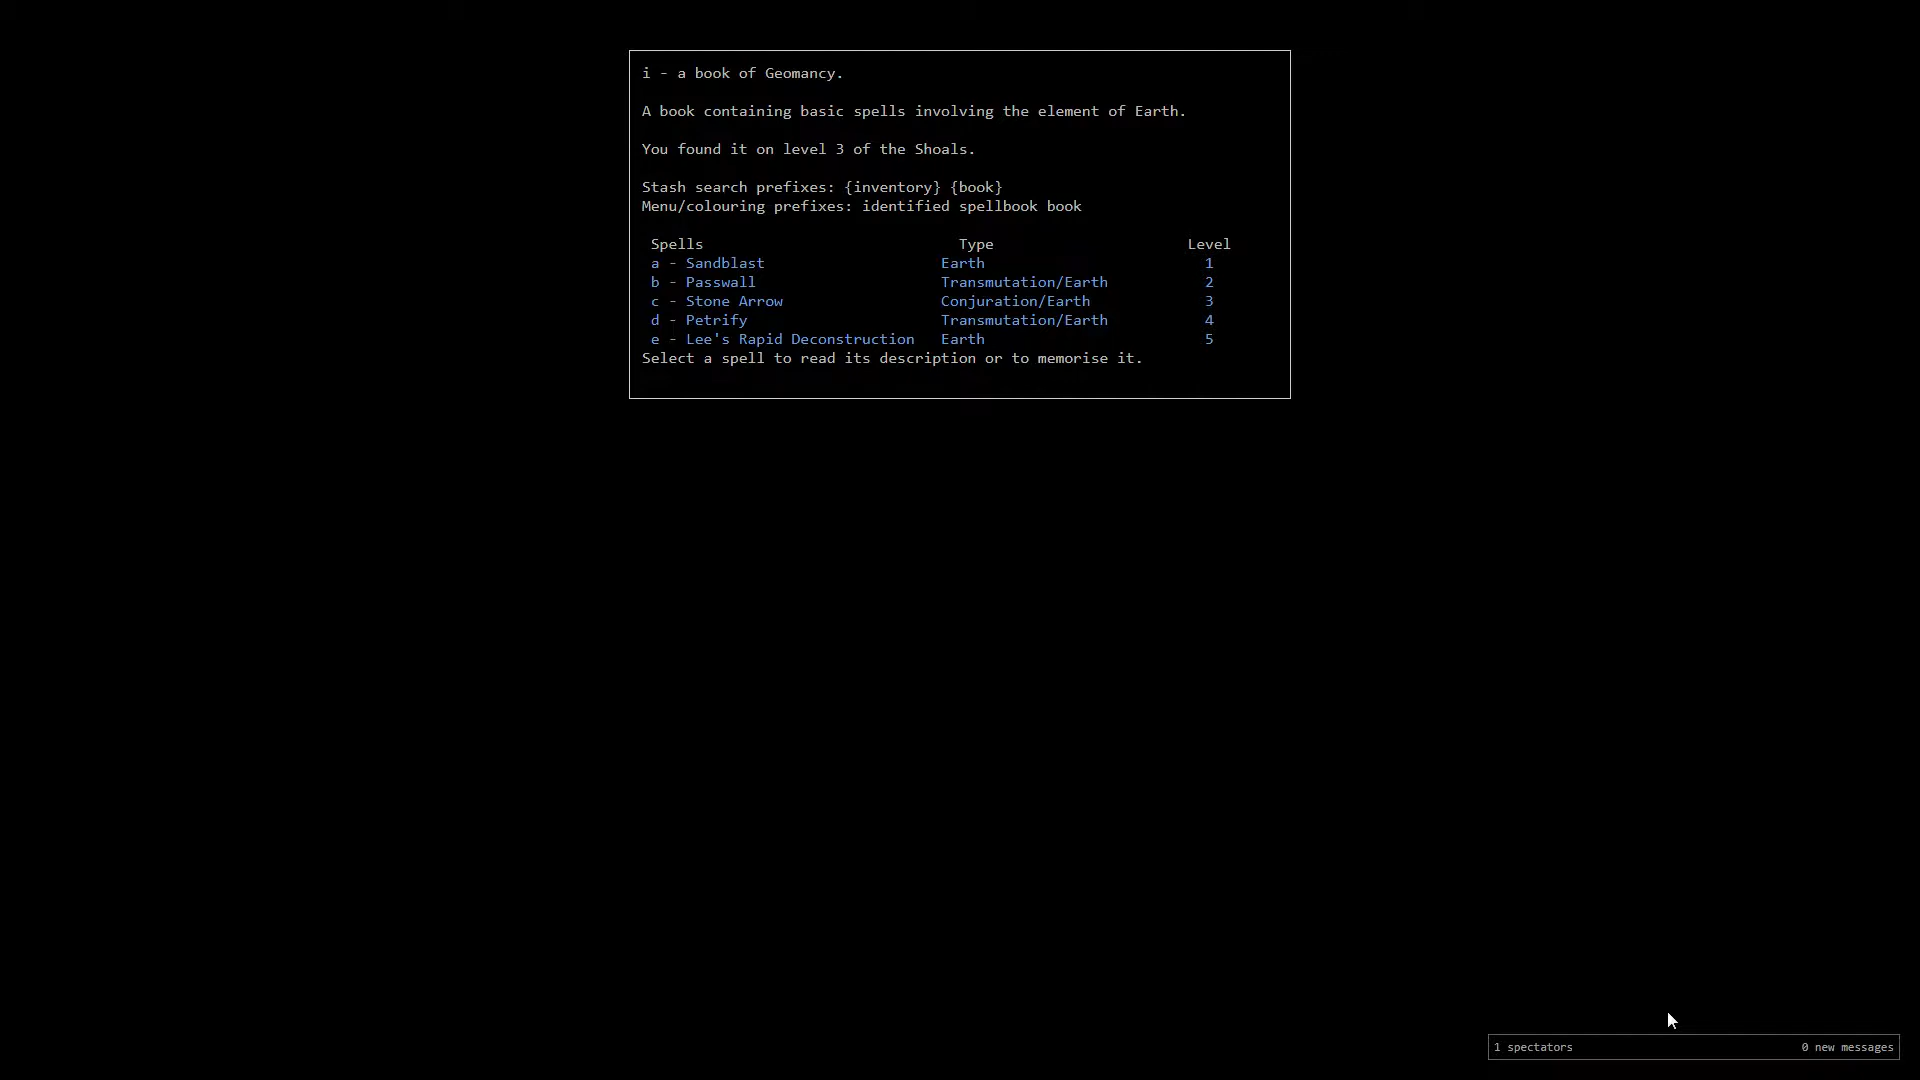 i - a book of Geomancy.
A book containing basic spells involving the element of Earth.
You found it on level 3 of the Shoals.
Stash search prefixes: {inventory} {book}
Menu/colouring prefixes: identified spellbook book
Spells Type Level
a - Sandblast Earth 1
b - Passwall Transmutation/Earth 2
c - Stone Arrow Conjuration/Earth 3
d - Petrify Transmutation/Earth 4
e - Lee's Rapid Deconstruction Earth 5
Select a spell to read its description or to memorise it.
1 spectators 0 new messages